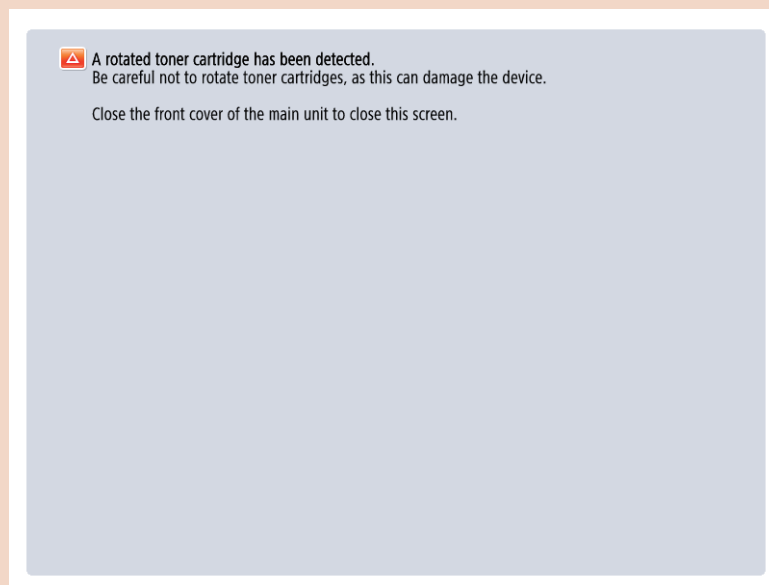 A rotated toner cartridge has been detected.
Be careful not to rotate toner cartridges, as this can damage the device.
Close the front cover of the main unit to close this screen.